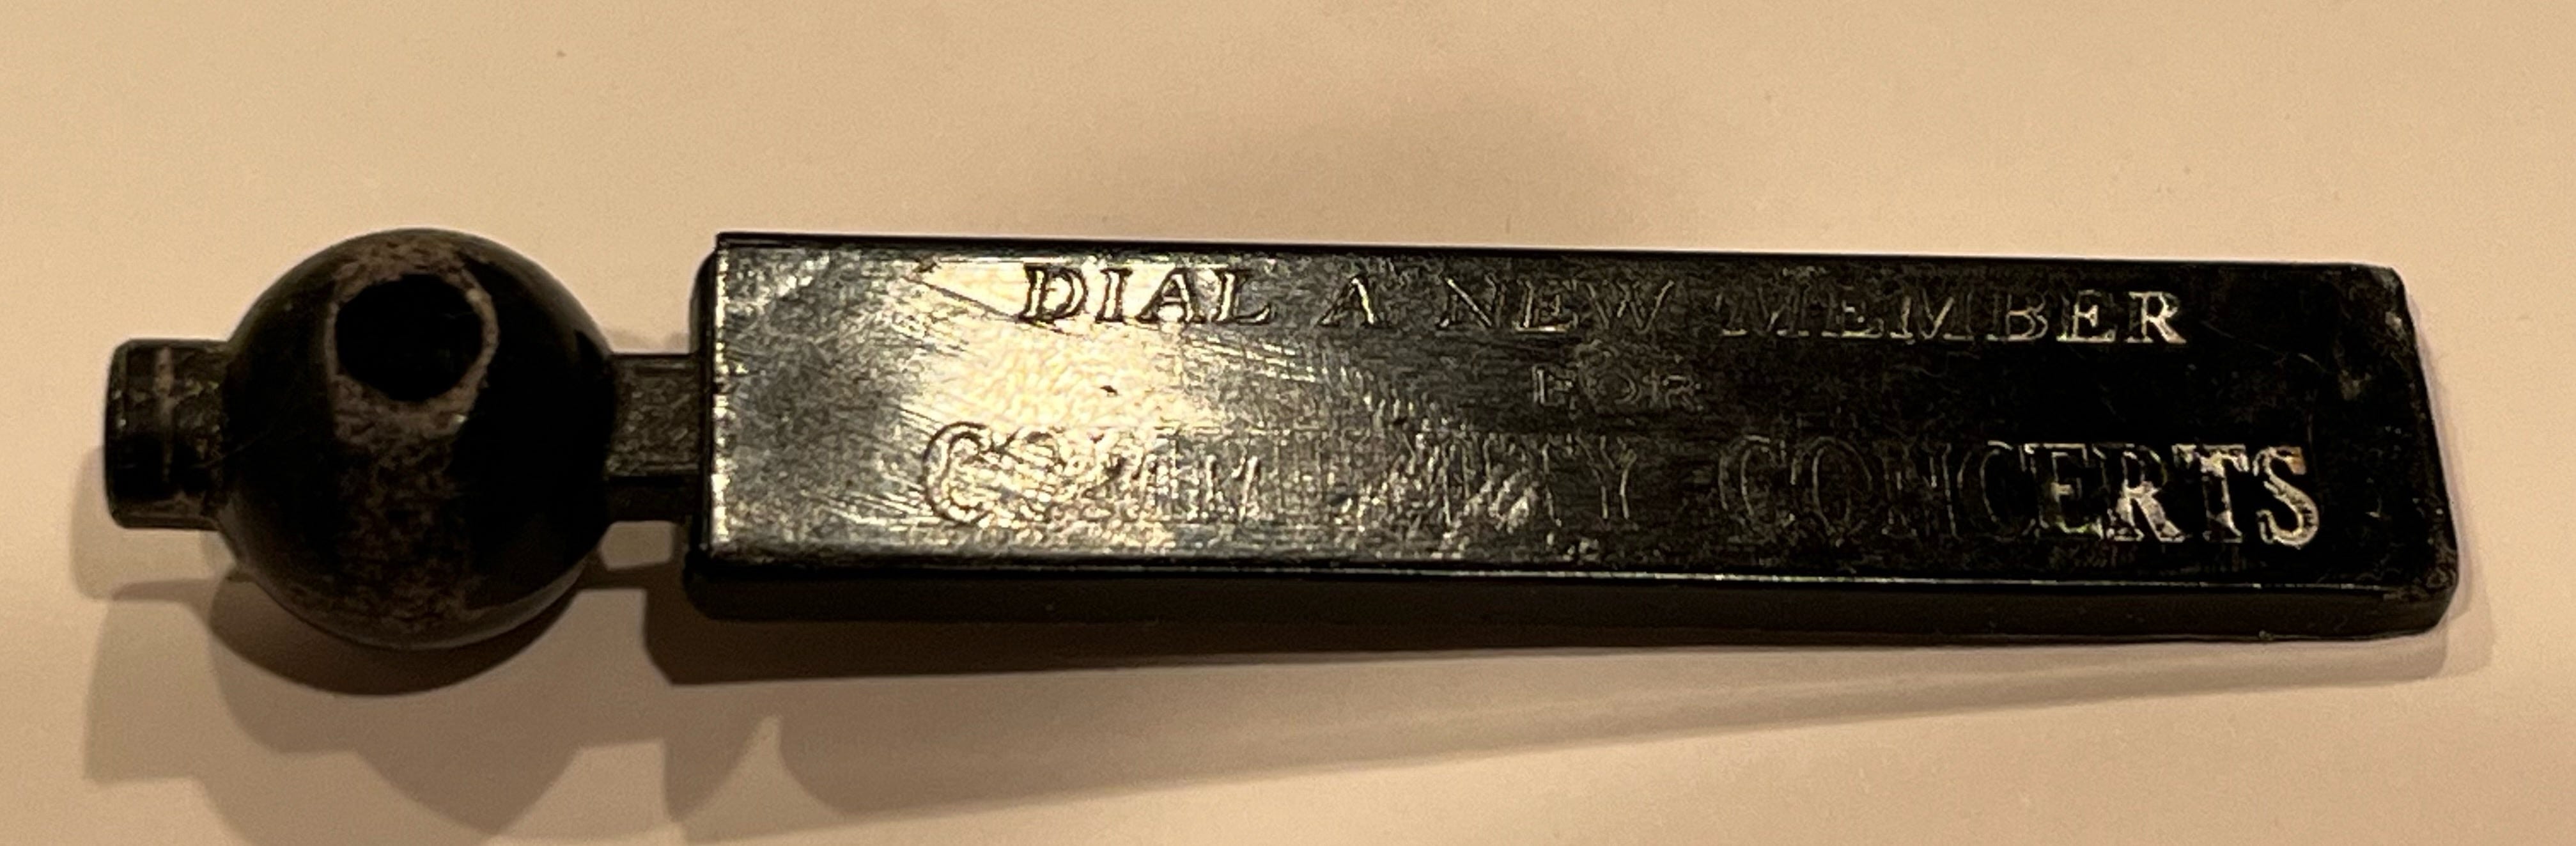 DIAL A NEW MEMBER
FOR
COMMUNITY CONCERTS